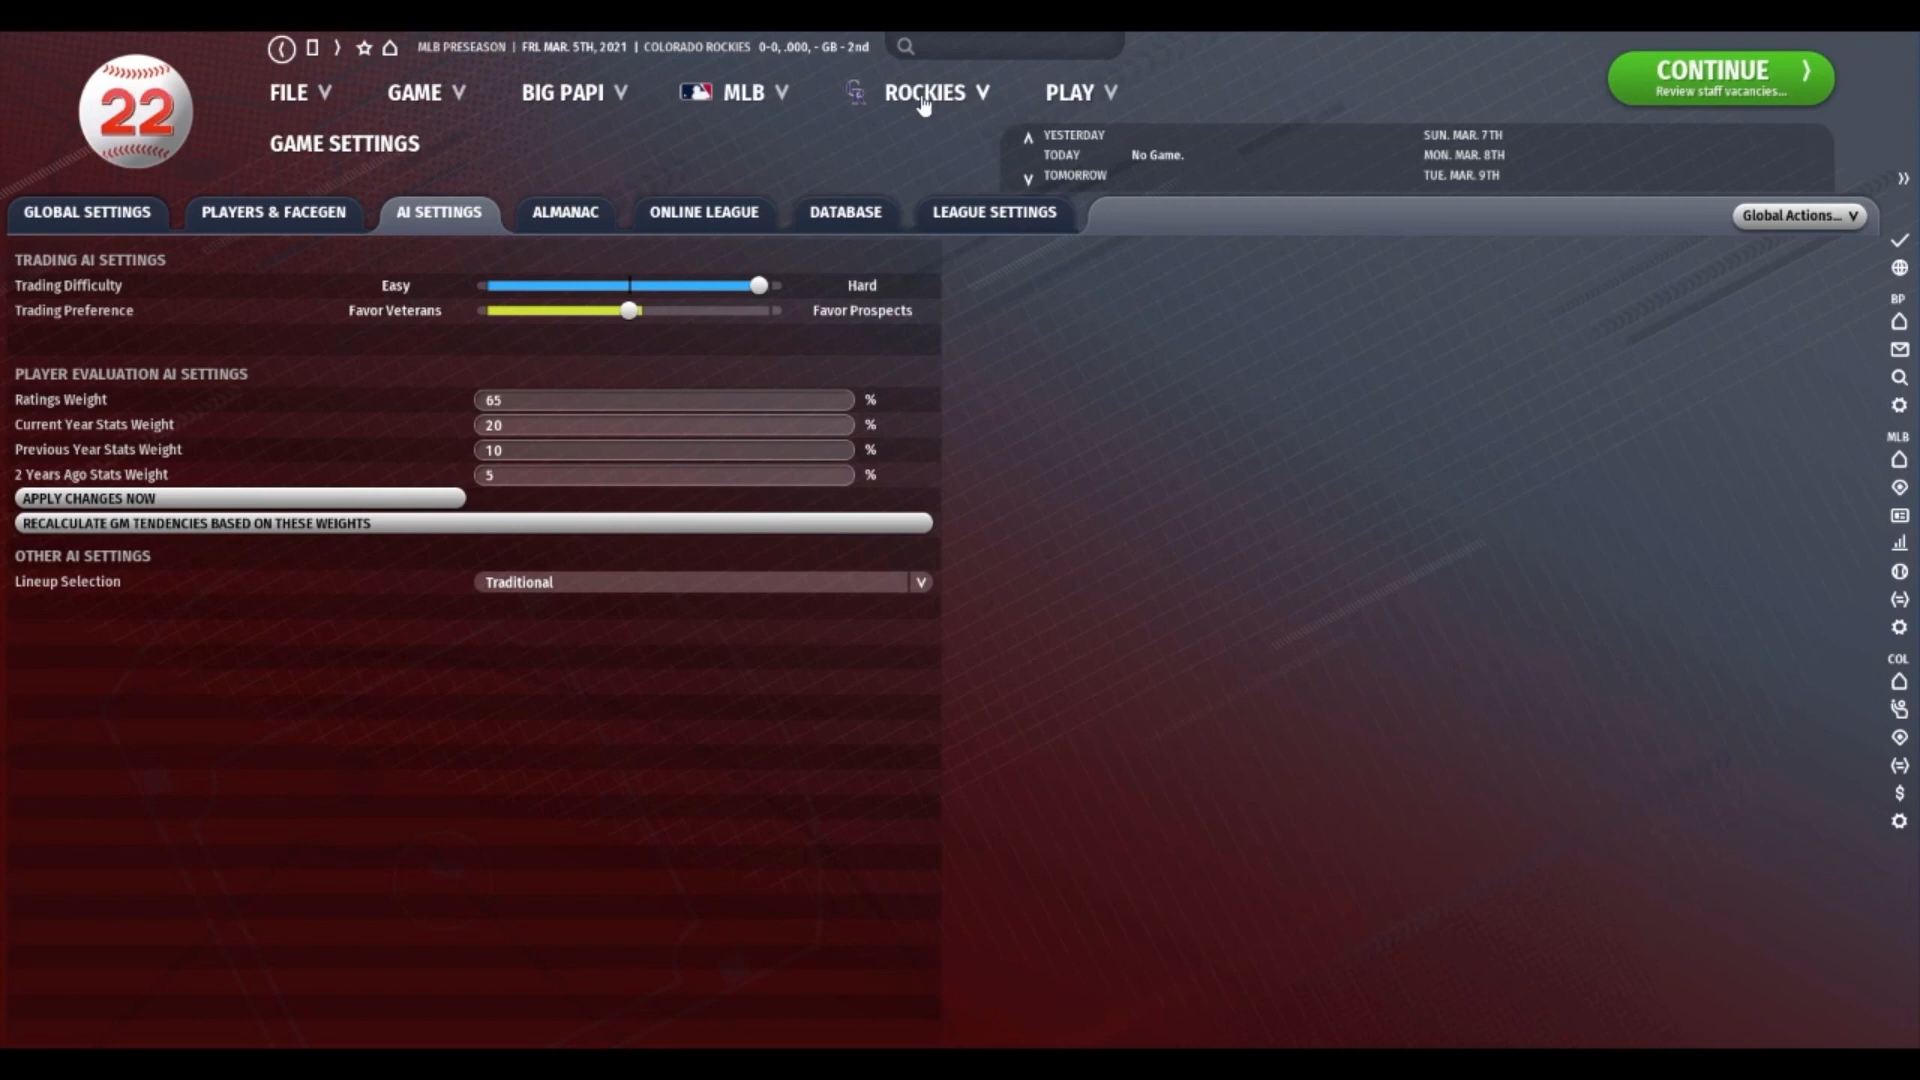 MLB PRESEASON | FRI. MAR. 5TH, 2021 | COLORADO ROCKIES 0-0, .000, - GB - 2nd
22
FILE GAME BIG PAPI MLB ROCKIES PLAY
CONTINUE
Review staff vacancies...
GAME SETTINGS
YESTERDAY SUN. MAR. 7TH
TODAY No Game. MON. MAR. 8TH
TOMORROW TUE. MAR. 9TH
GLOBAL SETTINGS PLAYERS & FACEGEN AI SETTINGS ALMANAC ONLINE LEAGUE DATABASE LEAGUE SETTINGS Global Actions...
TRADING AI SETTINGS
Trading Difficulty Easy Hard
Trading Preference Favor Veterans Favor Prospects
PLAYER EVALUATION AI SETTINGS
Ratings Weight 65 %
Current Year Stats Weight 20 %
Previous Year Stats Weight 10 %
2 Years Ago Stats Weight 5 %
APPLY CHANGES NOW
RECALCULATE GM TENDENCIES BASED ON THESE WEIGHTS
OTHER AI SETTINGS
Lineup Selection Traditional
BP
MLB
COL
$